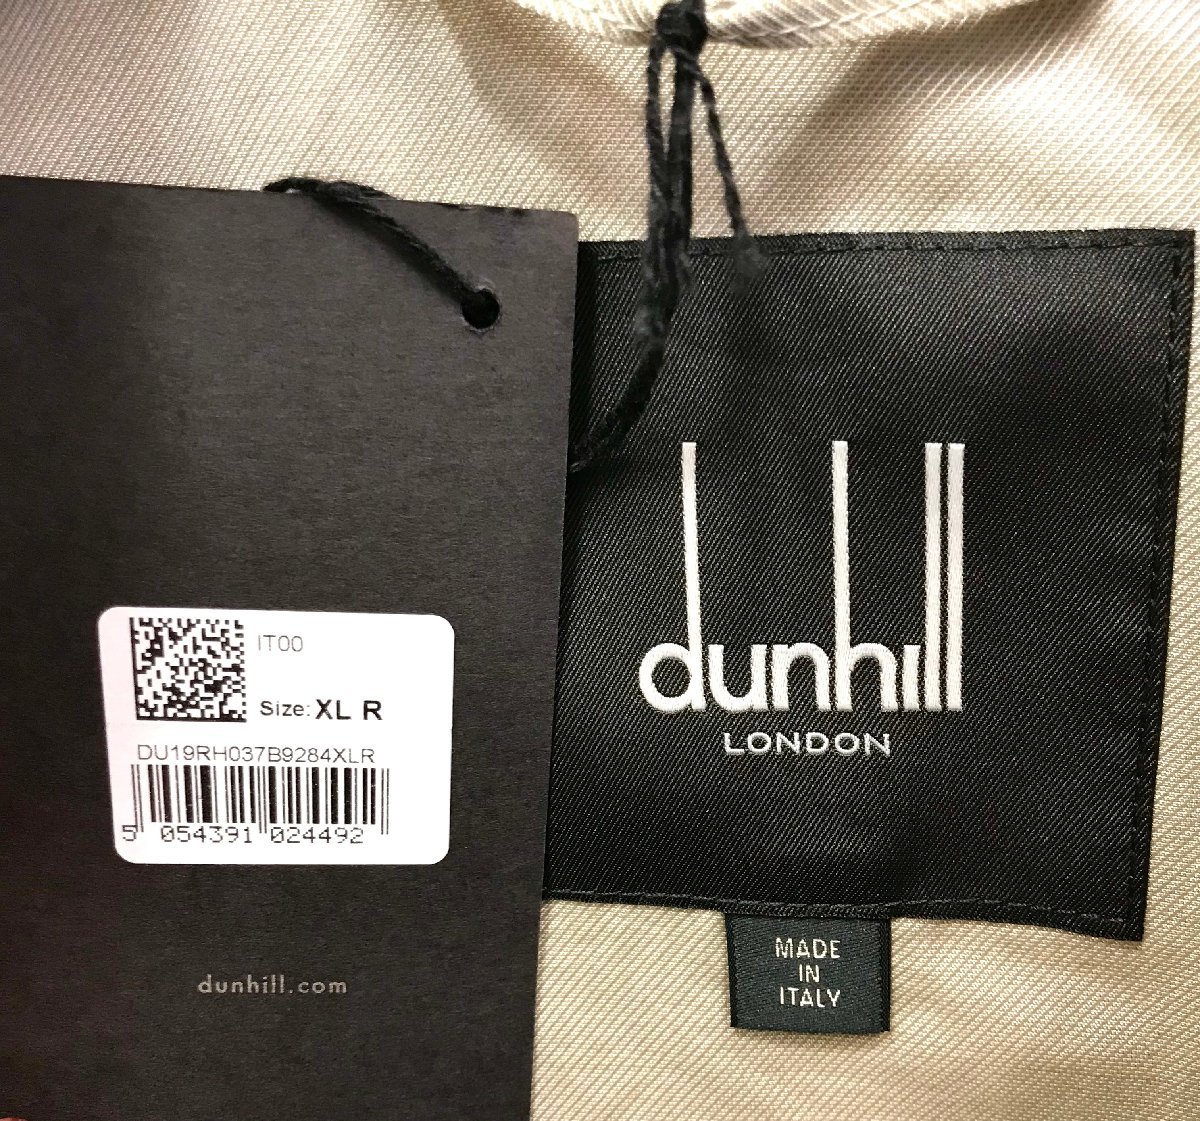 IT00
Size: XL R
DU19RH037B9284XLR
5 054391 024492
dunhill.com
dunhill
LONDON
MADE
IN
ITALY